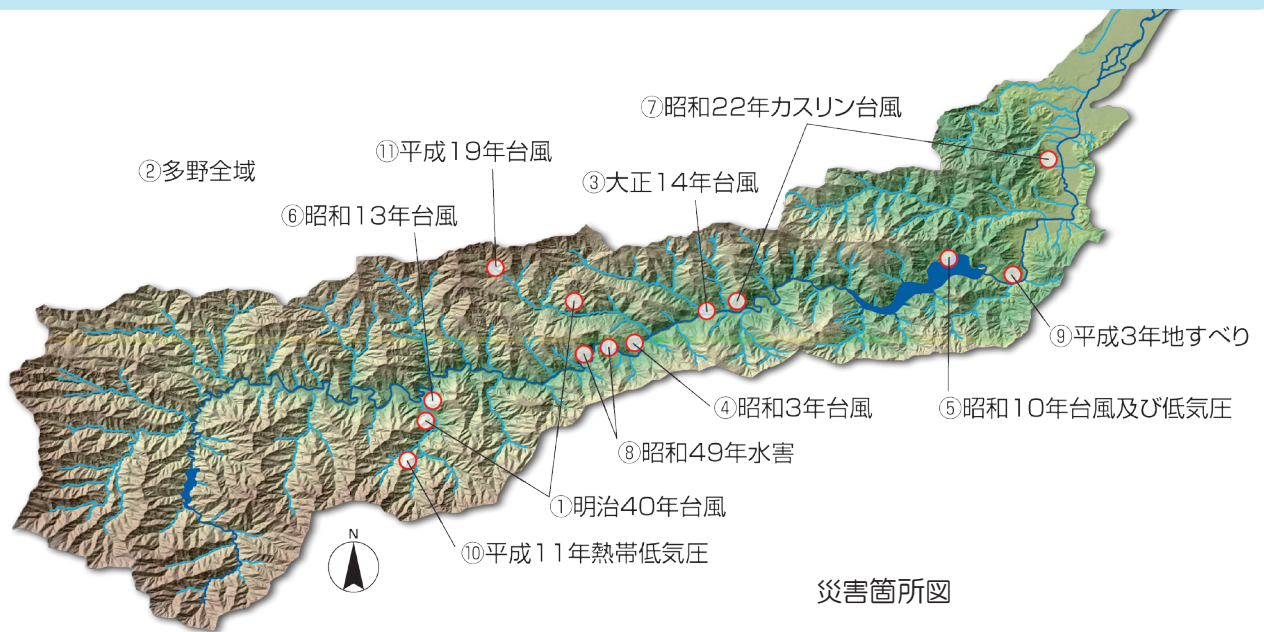 ⑦昭和22年カスリン台風
⑪平成19年台風
②多野全域
③大正14年台風
⑥昭和13年台風
⑨平成3年地すべり
④昭和3年台風
⑤昭和10年台風及び低気圧
⑧昭和49年水害
①明治40年台風
N
⑩平成11年熱帯低気圧
災害箇所図